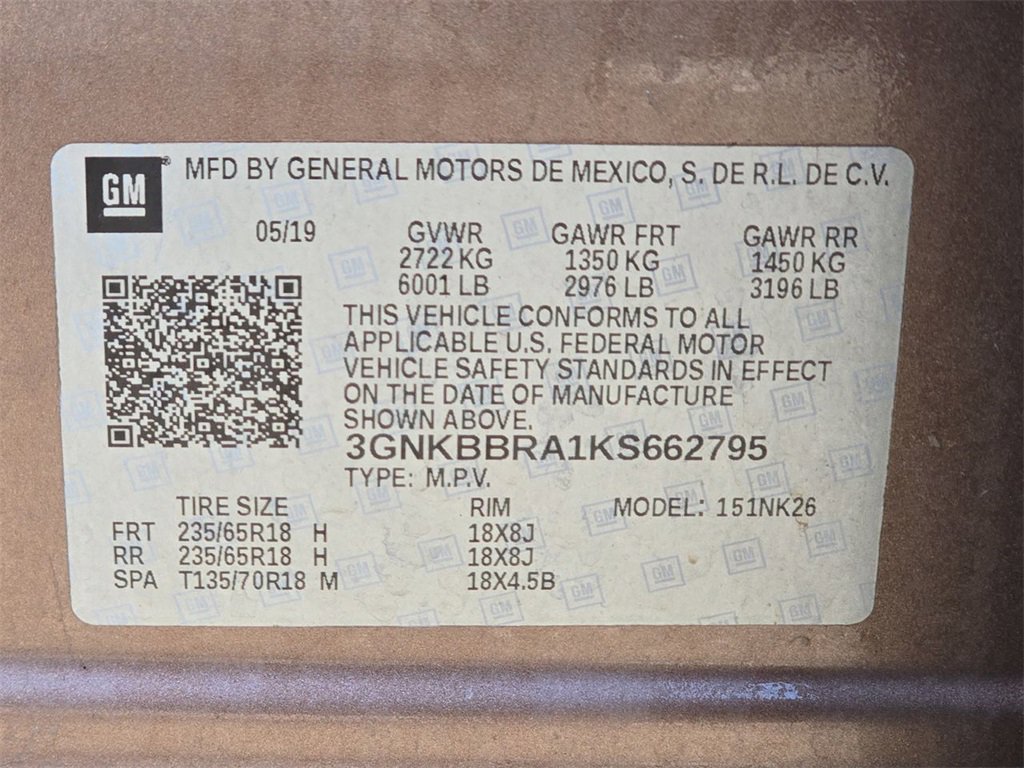 GM® MFD BY GENERAL MOTORS DE MEXICO, S. DE R.L. DE C.V.
05/19 GVWR GAWR FRT GAWR RR
2722 KG 1350 KG 1450 KG
6001 LB 2976 LB 3196 LB
THIS VEHICLE CONFORMS TO ALL
APPLICABLE U.S. FEDERAL MOTOR
VEHICLE SAFETY STANDARDS IN EFFECT
ON THE DATE OF MANUFACTURE
SHOWN ABOVE.
3GNKBBRA1KS662795
TYPE: M.P.V.
TIRE SIZE RIM MODEL: 151NK26
FRT 235/65R18 H 18X8J
RR 235/65R18 H 18X8J
SPA T135/70R18 M 18X4.5B